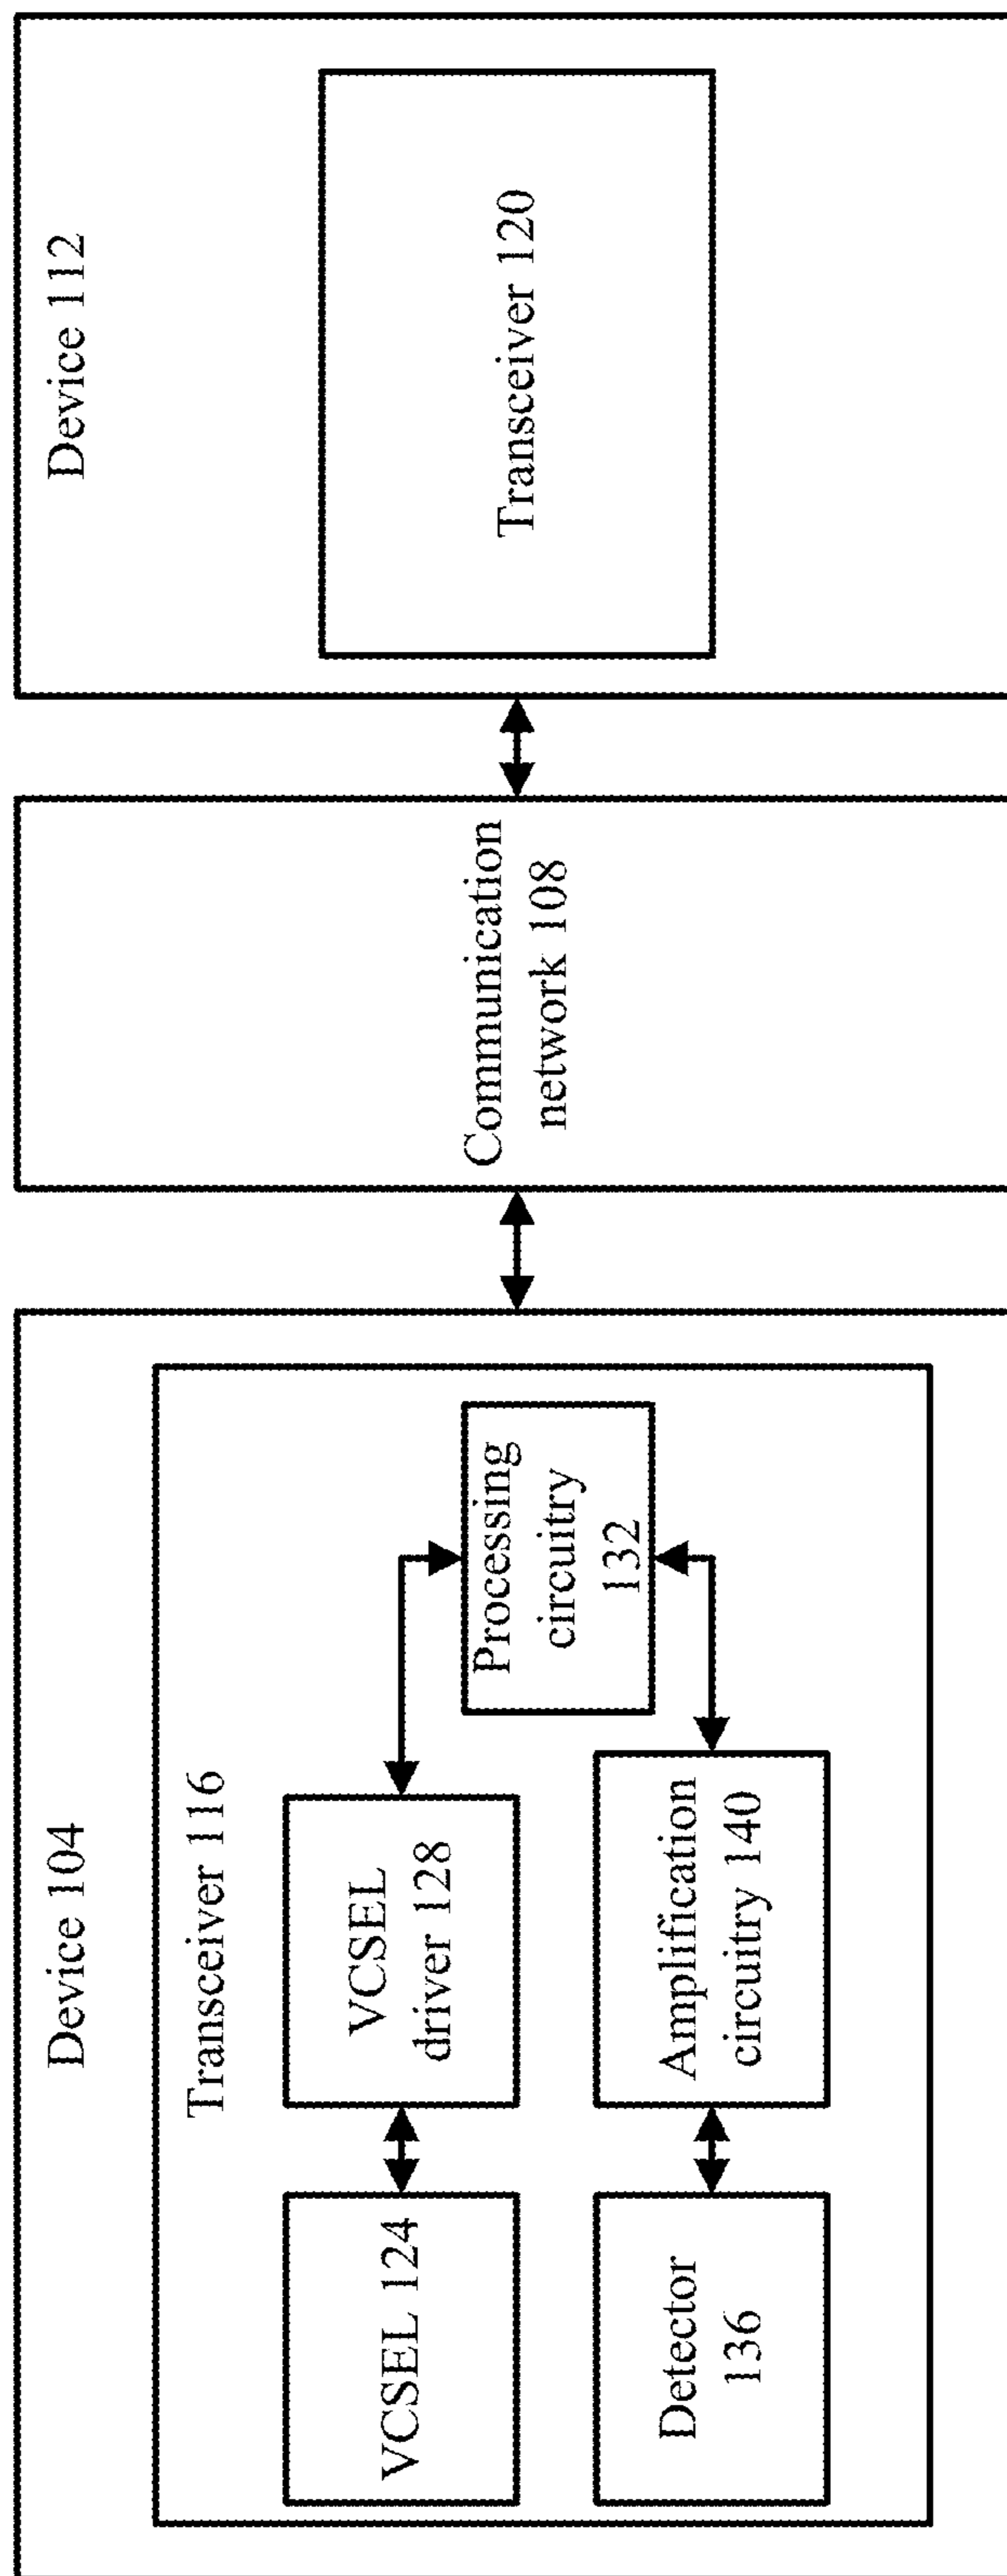 Device 104
Transceiver 116
VCSEL 124
VCSEL
driver 128
Processing
circuitry
132
Detector
136
Amplification
circuitry 140
Communication
network 108
Device 112
Transceiver 120